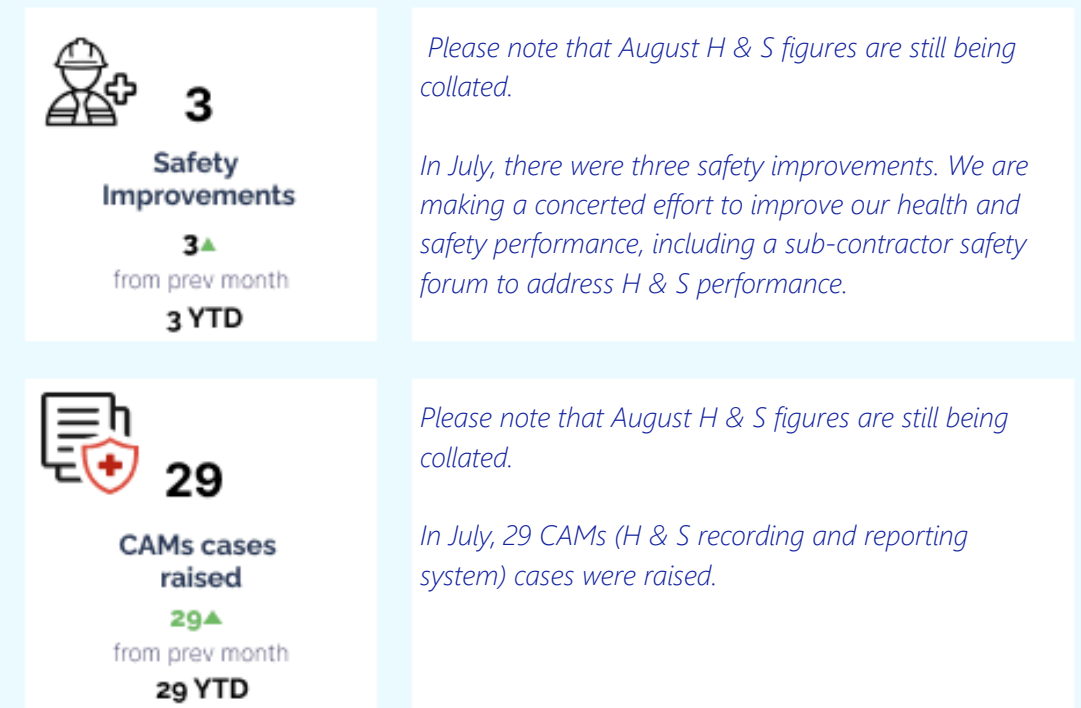 3
Safety
Improvements
3▲
from prev month
3 YTD
Please note that August H & S figures are still being
collated.
In July, there were three safety improvements. We are
making a concerted effort to improve our health and
safety performance, including a sub-contractor safety
forum to address H & S performance.
29
CAMs cases
raised
29▲
from prev month
29 YTD
Please note that August H & S figures are still being
collated.
In July, 29 CAMs (H & S recording and reporting
system) cases were raised.